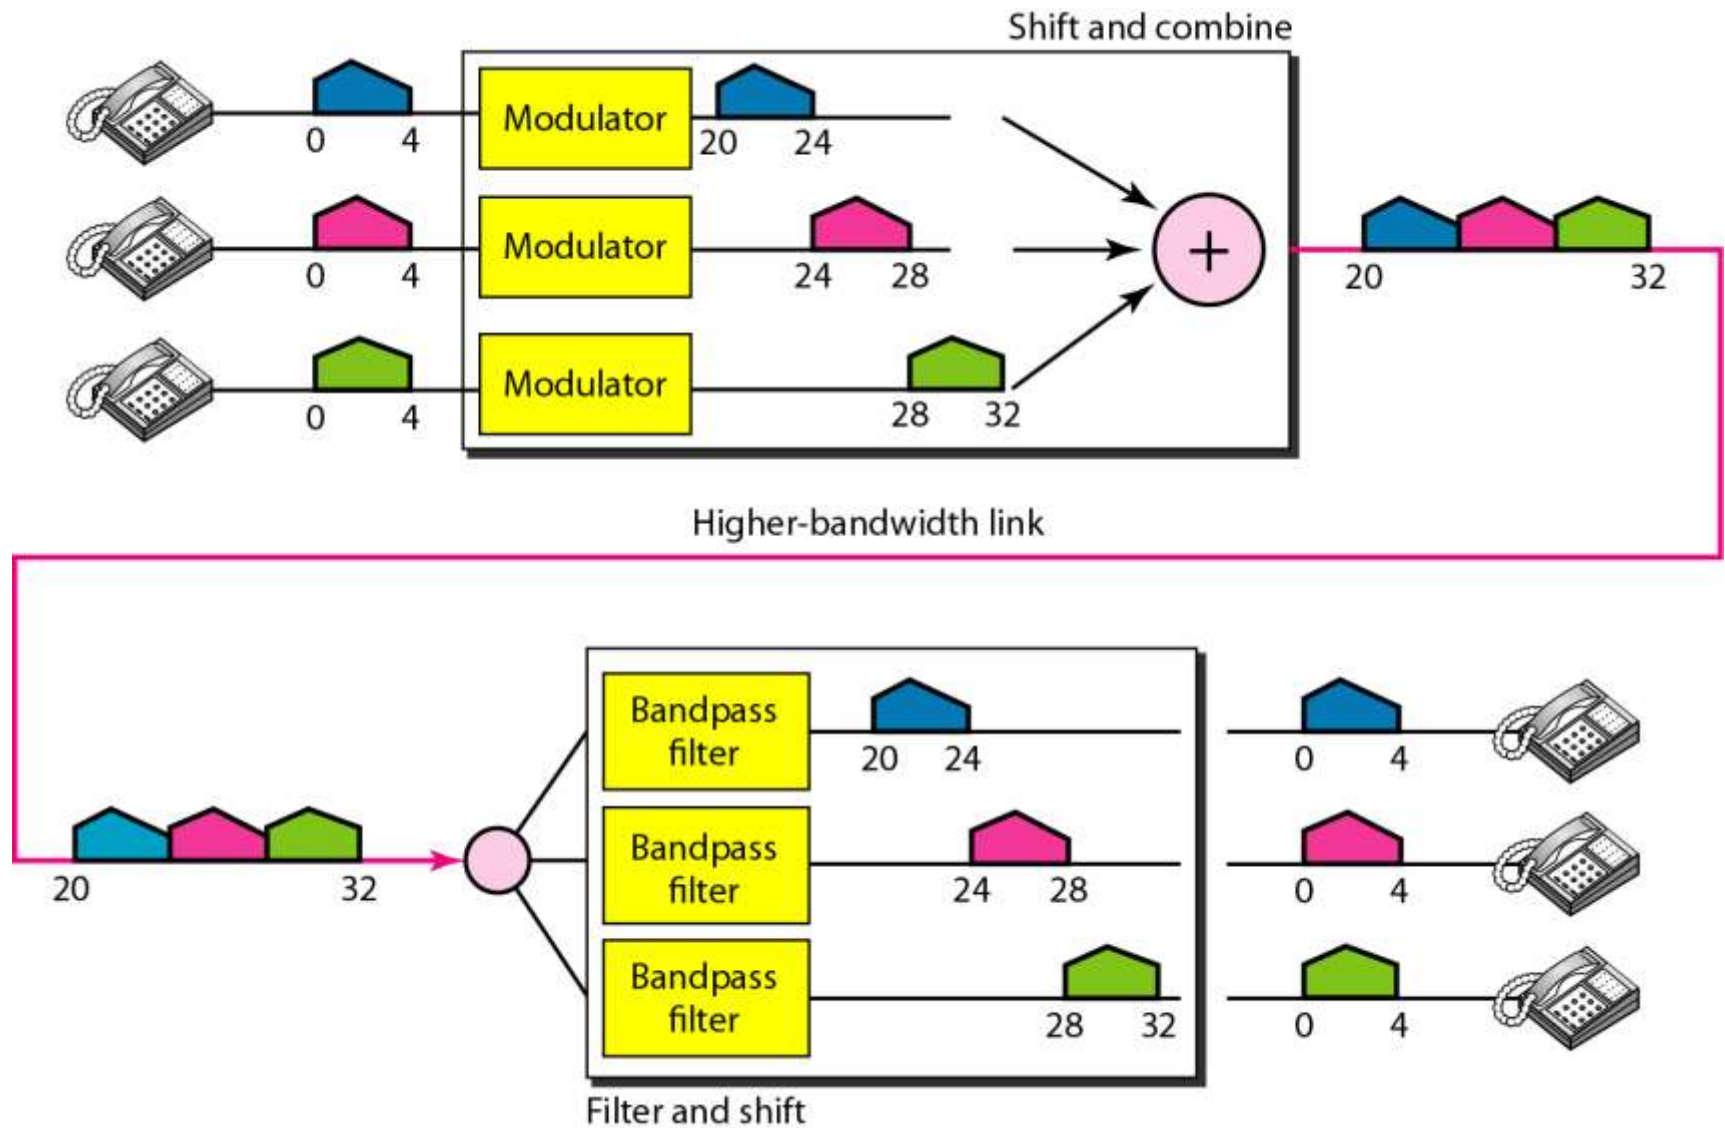 Shift and combine
Modulator
0 4
20 24
Modulator
0 4
24 28
+
20 32
Modulator
0 4
28 32
Higher-bandwidth link
Bandpass
filter
20 24
0 4
Bandpass
filter
20 32
24 28
0 4
Bandpass
filter
28 32
0 4
Filter and shift